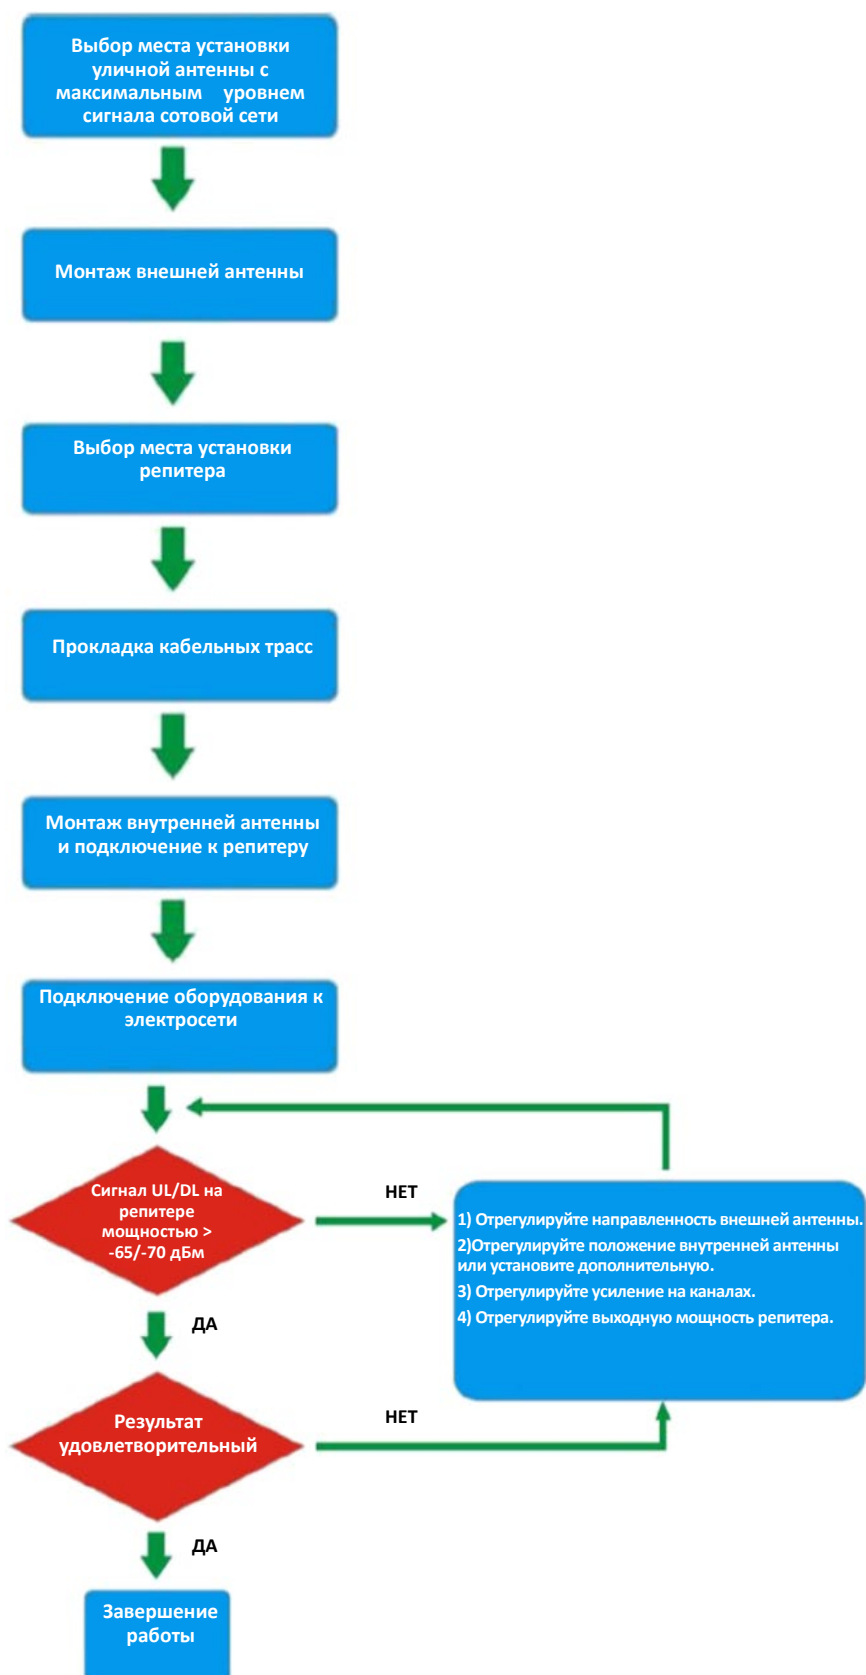 Выбор места установки
уличной антенны с
максимальным уровнем
сигнала сотовой сети
Монтаж внешней антенны
Выбор места установки
репитера
Прокладка кабельных трасс
Монтаж внутренней антенны
и подключение к репитеру
Подключение оборудования к
электросети
Сигнал UL/DL на
репитере
мощностью >
-65/-70 дБм
НЕТ
1) Отрегулируйте направленность внешней антенны.
2)Отрегулируйте положение внутренней антенны
или установите дополнительную.
3) Отрегулируйте усиление на каналах.
4) Отрегулируйте выходную мощность репитера.
ДА
Результат
удовлетворительный
НЕТ
ДА
Завершение
работы